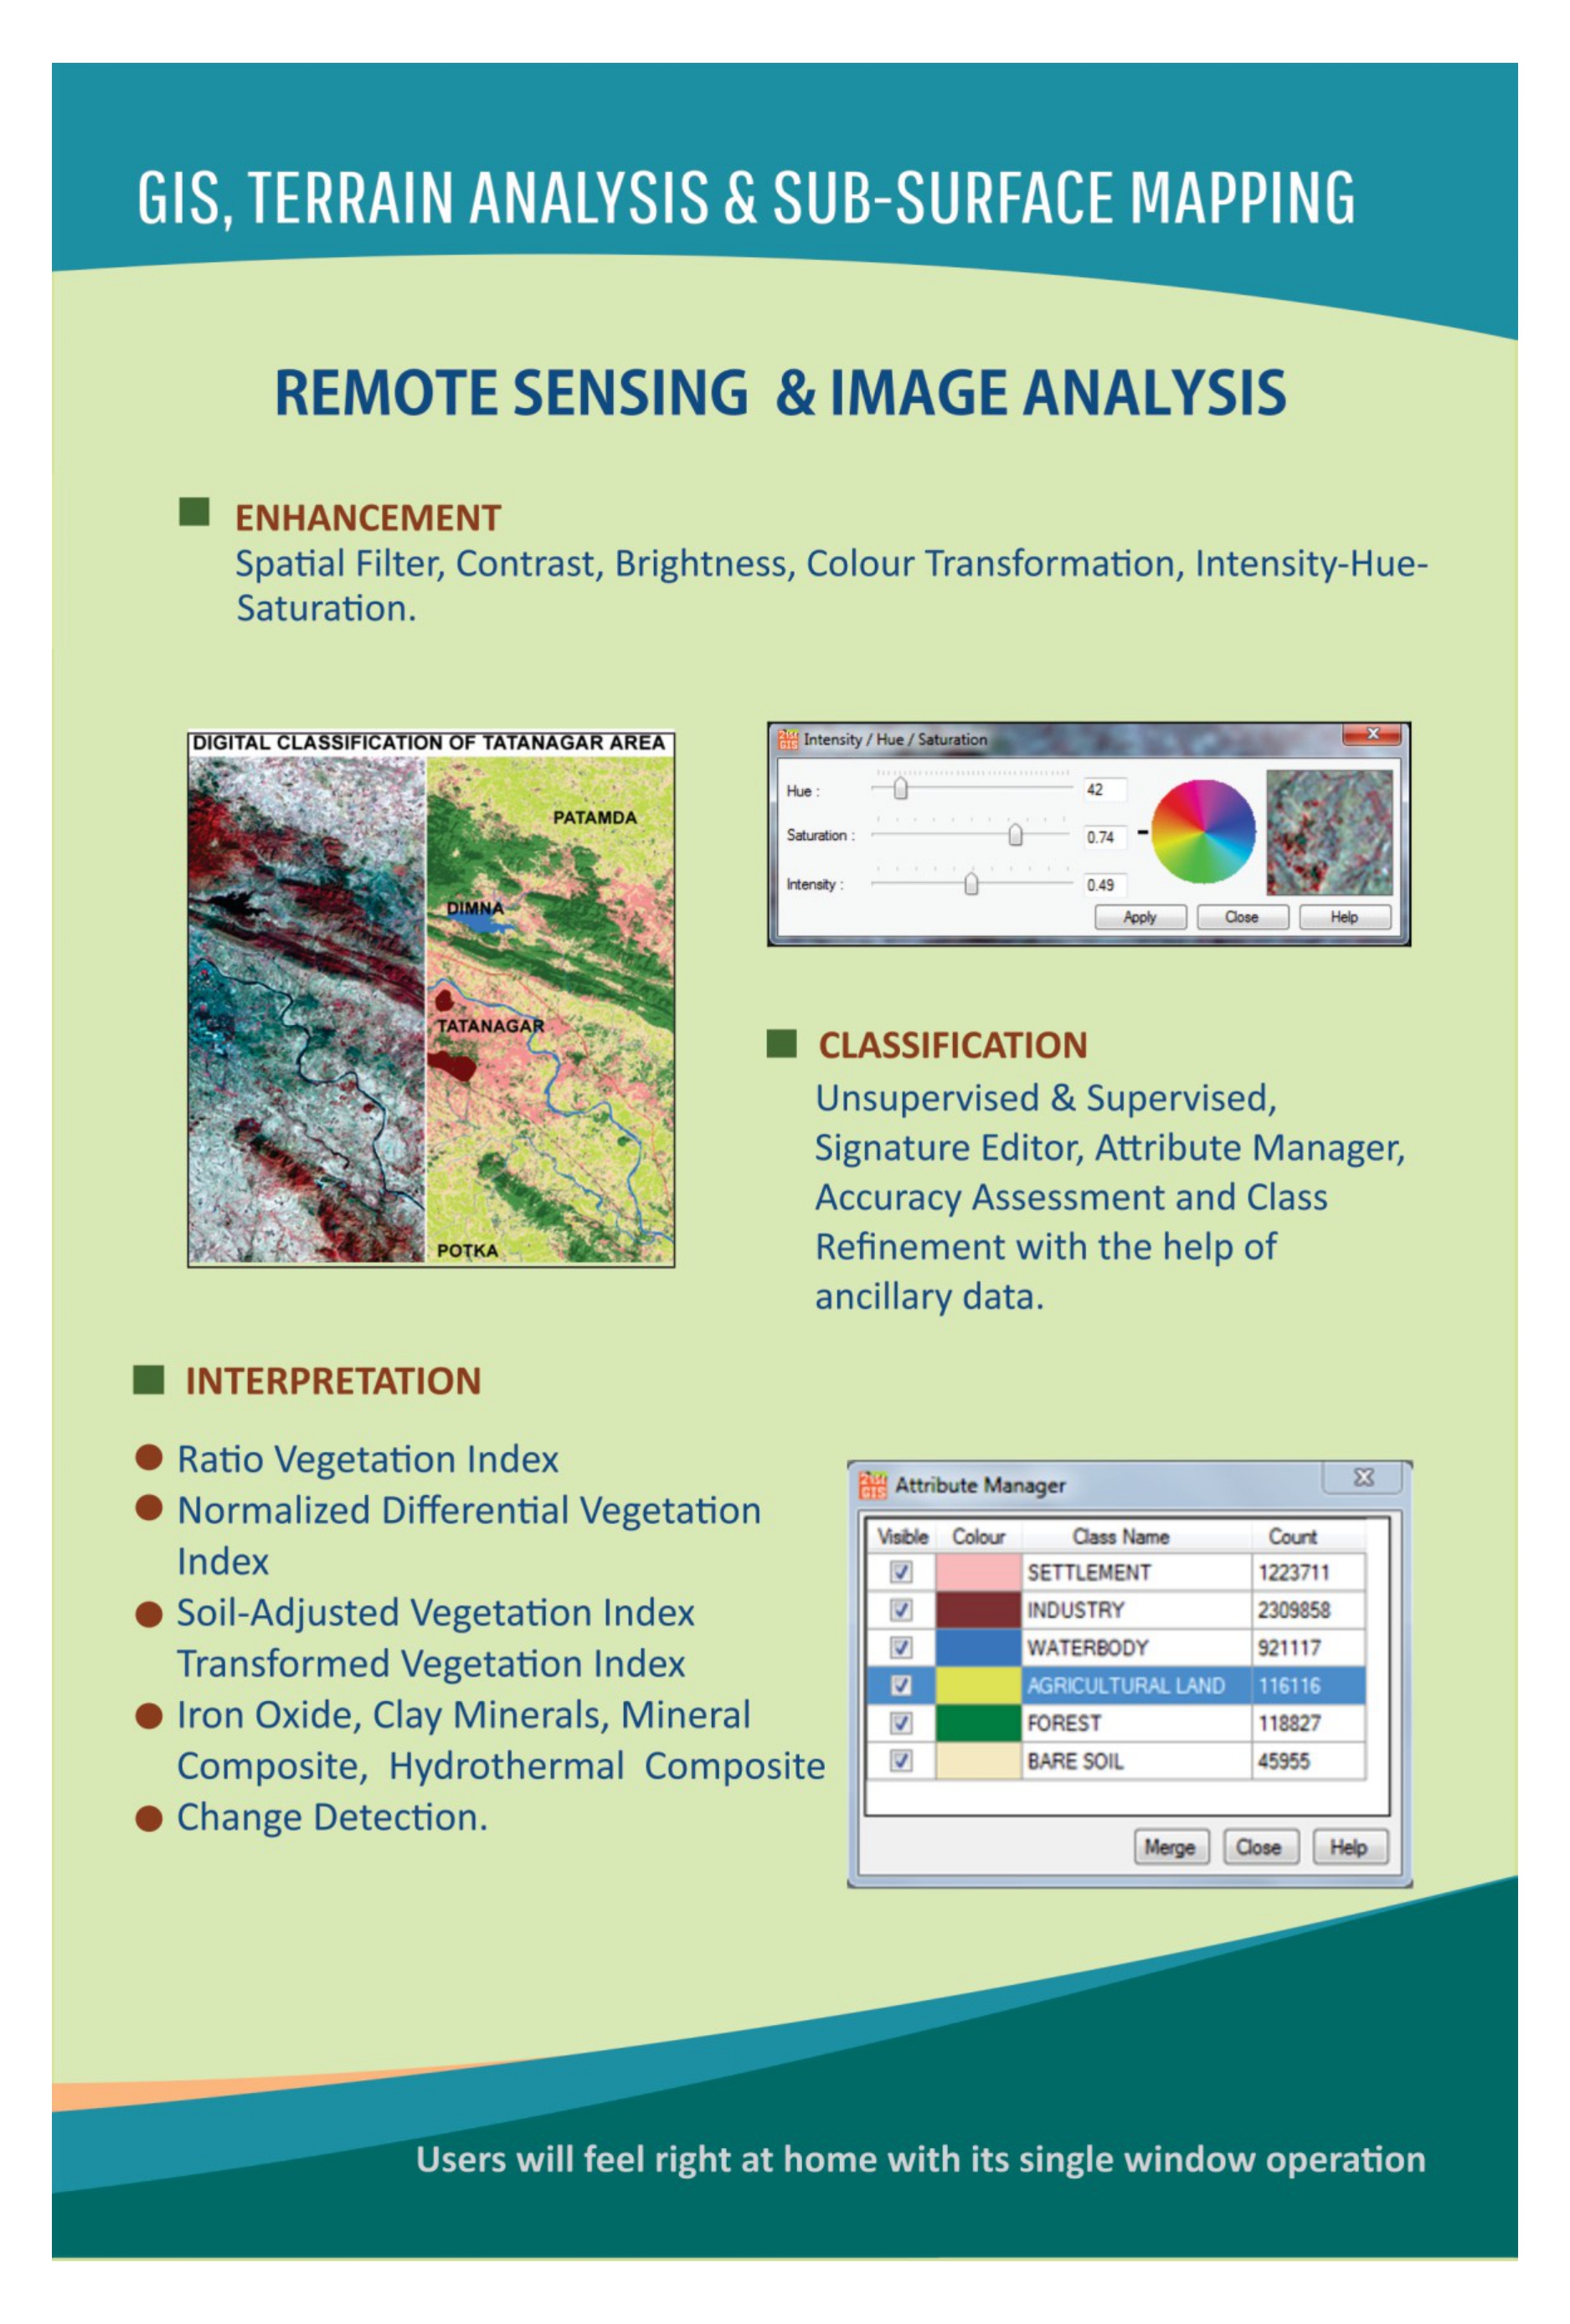 GIS, TERRAIN ANALYSIS & SUB-SURFACE MAPPING
REMOTE SENSING & IMAGE ANALYSIS
ENHANCEMENT
Spatial Filter, Contrast, Brightness, Colour Transformation, Intensity-Hue-
Saturation.
DIGITAL CLASSIFICATION OF TATANAGAR AREA
PATAMDA
DIMNA
TATANAGAR
POTKA
21st GIS Intensity / Hue / Saturation
Hue : 42
Saturation : 0.74
Intensity : 0.49
Apply Close Help
CLASSIFICATION
Unsupervised & Supervised,
Signature Editor, Attribute Manager,
Accuracy Assessment and Class
Refinement with the help of
ancillary data.
INTERPRETATION
Ratio Vegetation Index
Normalized Differential Vegetation
Index
Soil-Adjusted Vegetation Index
Transformed Vegetation Index
Iron Oxide, Clay Minerals, Mineral
Composite, Hydrothermal Composite
Change Detection.
21st GIS Attribute Manager
Visible Colour Class Name Count
SETTLEMENT 1223711
INDUSTRY 2309858
WATERBODY 921117
AGRICULTURAL LAND 116116
FOREST 118827
BARE SOIL 45955
Merge Close Help
Users will feel right at home with its single window operation